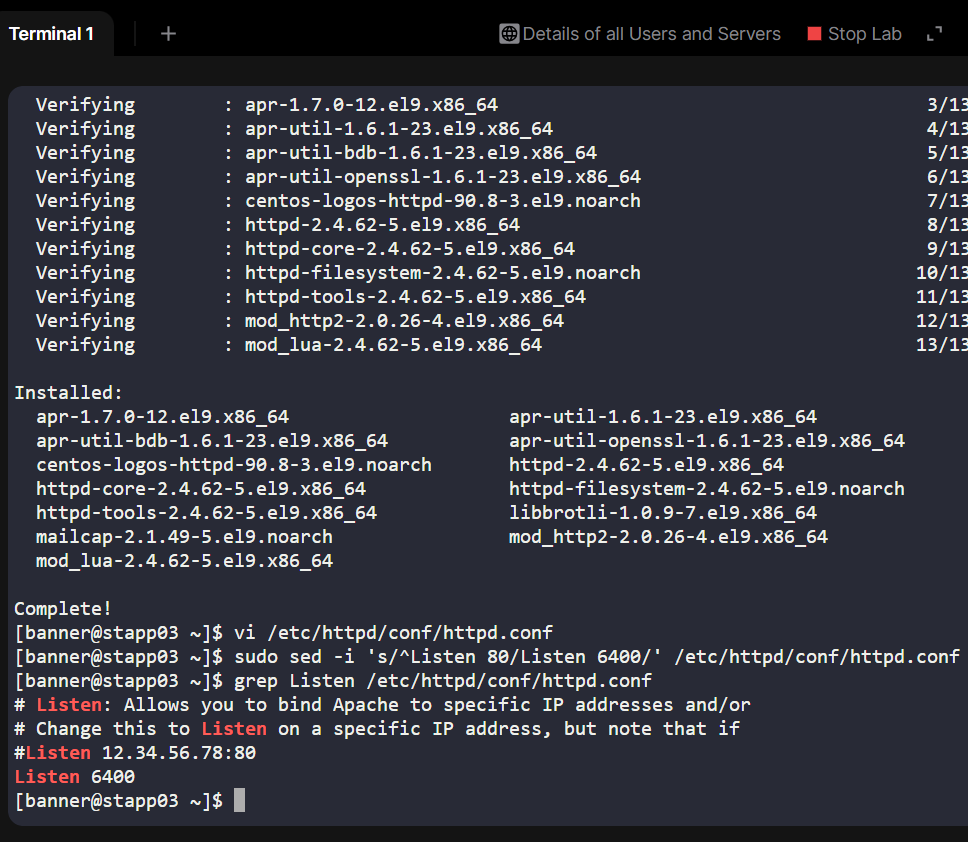 Terminal 1 + Details of all Users and Servers Stop Lab
Verifying : apr-1.7.0-12.el9.x86_64 3/13
Verifying : apr-util-1.6.1-23.el9.x86_64 4/13
Verifying : apr-util-bdb-1.6.1-23.el9.x86_64 5/13
Verifying : apr-util-openssl-1.6.1-23.el9.x86_64 6/13
Verifying : centos-logos-httpd-90.8-3.el9.noarch 7/13
Verifying : httpd-2.4.62-5.el9.x86_64 8/13
Verifying : httpd-core-2.4.62-5.el9.x86_64 9/13
Verifying : httpd-filesystem-2.4.62-5.el9.noarch 10/13
Verifying : httpd-tools-2.4.62-5.el9.x86_64 11/13
Verifying : mod_http2-2.0.26-4.el9.x86_64 12/13
Verifying : mod_lua-2.4.62-5.el9.x86_64 13/13
Installed:
apr-1.7.0-12.el9.x86_64 apr-util-1.6.1-23.el9.x86_64
apr-util-bdb-1.6.1-23.el9.x86_64 apr-util-openssl-1.6.1-23.el9.x86_64
centos-logos-httpd-90.8-3.el9.noarch httpd-2.4.62-5.el9.x86_64
httpd-core-2.4.62-5.el9.x86_64 httpd-filesystem-2.4.62-5.el9.noarch
httpd-tools-2.4.62-5.el9.x86_64 libbrotli-1.0.9-7.el9.x86_64
mailcap-2.1.49-5.el9.noarch mod_http2-2.0.26-4.el9.x86_64
mod_lua-2.4.62-5.el9.x86_64
Complete!
[banner@stapp03 ~]$ vi /etc/httpd/conf/httpd.conf
[banner@stapp03 ~]$ sudo sed -i 's/^Listen 80/Listen 6400/' /etc/httpd/conf/httpd.conf
[banner@stapp03 ~]$ grep Listen /etc/httpd/conf/httpd.conf
# Listen: Allows you to bind Apache to specific IP addresses and/or
# Change this to Listen on a specific IP address, but note that if
#Listen 12.34.56.78:80
Listen 6400
[banner@stapp03 ~]$